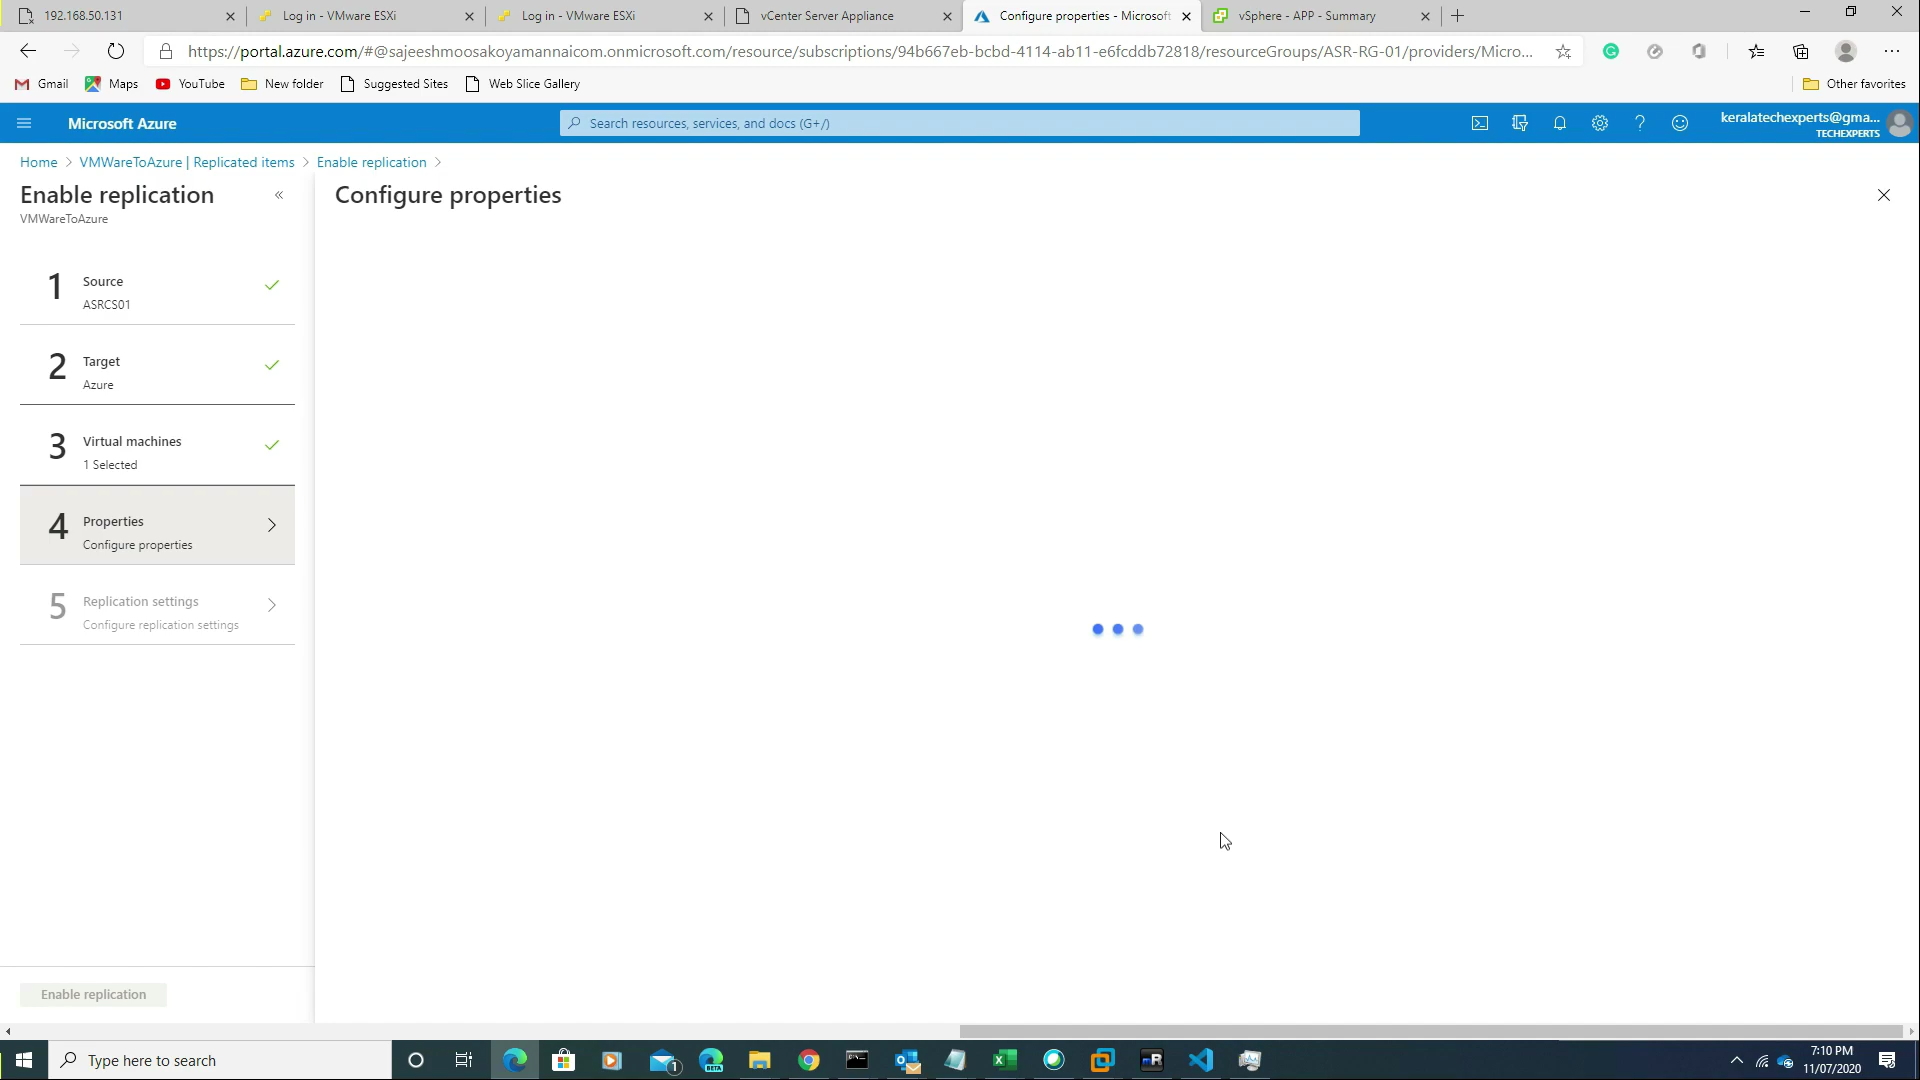 192.168.50.131
Log in - VMware ESXi
Log in - VMware ESXi
vCenter Server Appliance
Configure properties - Microsoft
vSphere - APP - Summary
https://portal.azure.com/#@sajeeshmoosakoyamannaicom.onmicrosoft.com/resource/subscriptions/94b667eb-bcbd-4114-ab11-e6fcddb72818/resourceGroups/ASR-RG-01/providers/Micro...
Gmail
Maps
YouTube
New folder
Suggested Sites
Web Slice Gallery
Other favorites
Microsoft Azure
Search resources, services, and docs (G+/)
keralatechexperts@gma...
TECHEXPERTS
Home > VMWareToAzure | Replicated items > Enable replication >
Enable replication
VMWareToAzure
Configure properties
1 Source
ASRCS01
2 Target
Azure
3 Virtual machines
1 Selected
4 Properties
Configure properties
5 Replication settings
Configure replication settings
Enable replication
Type here to search
BETA
1
7:10 PM
11/07/2020